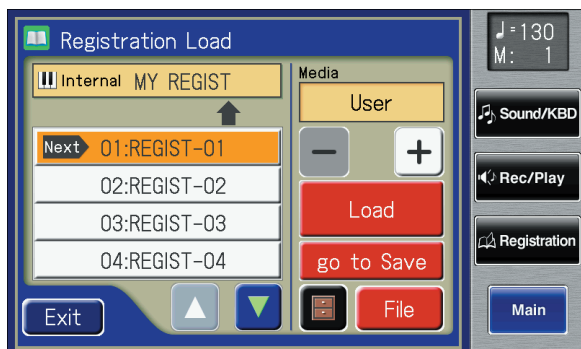 Registration Load
Internal MY REGIST
Next 01:REGIST-01
02:REGIST-02
03:REGIST-03
04:REGIST-04
Exit
Media
User
− +
Load
go to Save
File
♩=130
M: 1
Sound/KBD
Rec/Play
Registration
Main